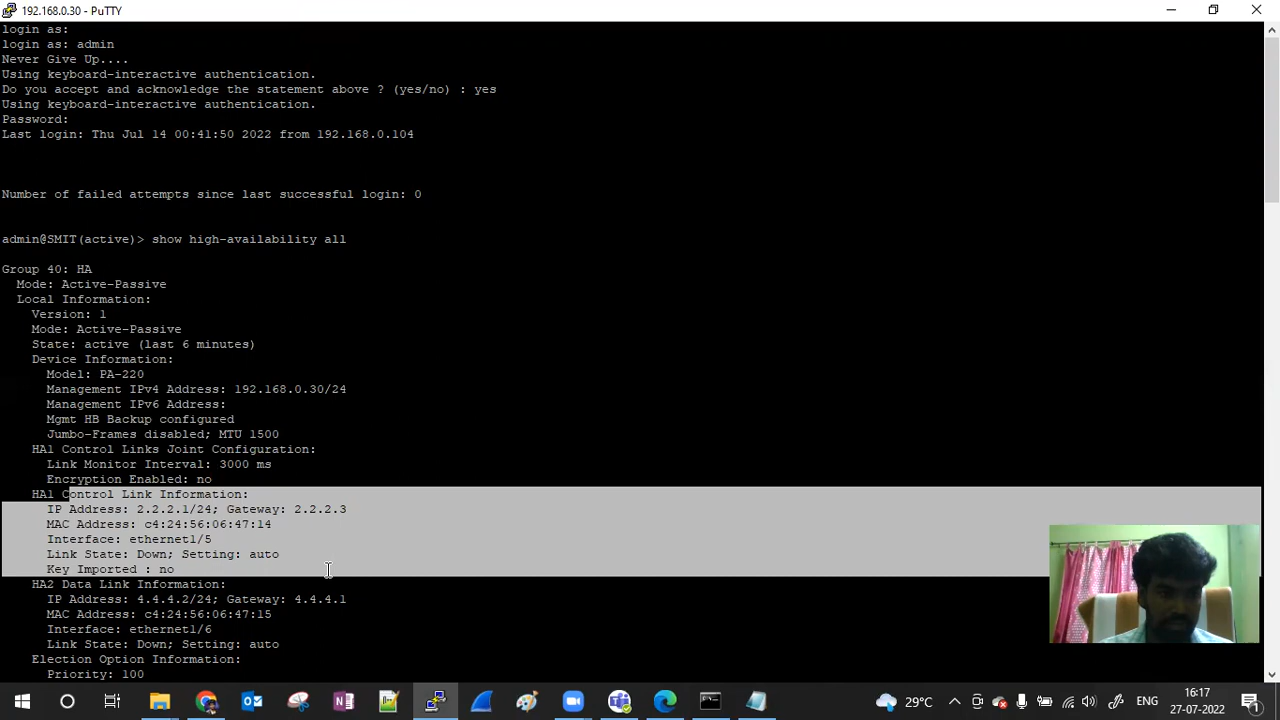 192.168.0.30 - PuTTY
login as:
login as: admin
Never Give Up....
Using keyboard-interactive authentication.
Do you accept and acknowledge the statement above ? (yes/no) : yes
Using keyboard-interactive authentication.
Password:
Last login: Thu Jul 14 00:41:50 2022 from 192.168.0.104
Number of failed attempts since last successful login: 0
admin@SMIT(active)> show high-availability all
Group 40: HA
Mode: Active-Passive
Local Information:
Version: 1
Mode: Active-Passive
State: active (last 6 minutes)
Device Information:
Model: PA-220
Management IPv4 Address: 192.168.0.30/24
Management IPv6 Address:
Mgmt HB Backup configured
Jumbo-Frames disabled; MTU 1500
HA1 Control Links Joint Configuration:
Link Monitor Interval: 3000 ms
Encryption Enabled: no
HA1 Control Link Information:
IP Address: 2.2.2.1/24; Gateway: 2.2.2.3
MAC Address: c4:24:56:06:47:14
Interface: ethernet1/5
Link State: Down; Setting: auto
Key Imported : no
HA2 Data Link Information:
IP Address: 4.4.4.2/24; Gateway: 4.4.4.1
MAC Address: c4:24:56:06:47:15
Interface: ethernet1/6
Link State: Down; Setting: auto
Election Option Information:
Priority: 100
29°C
ENG
16:17
27-07-2022
1